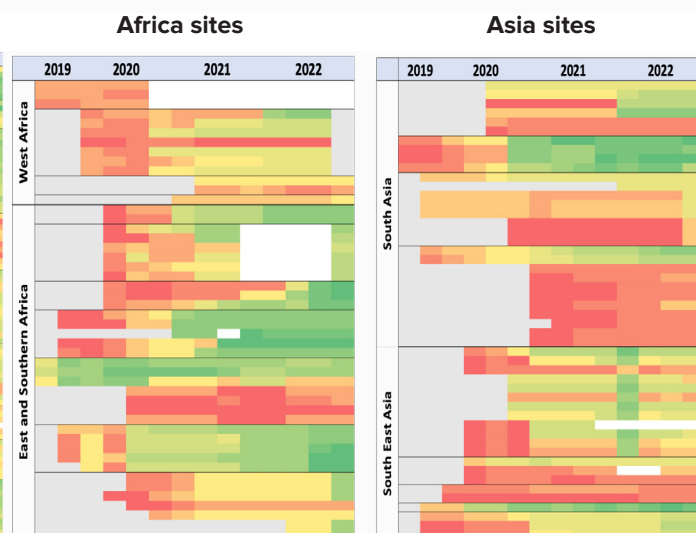 Africa sites
2019 2020 2021 2022
West Africa
East and Southern Africa
Asia sites
2019 2020 2021 2022
South Asia
South East Asia